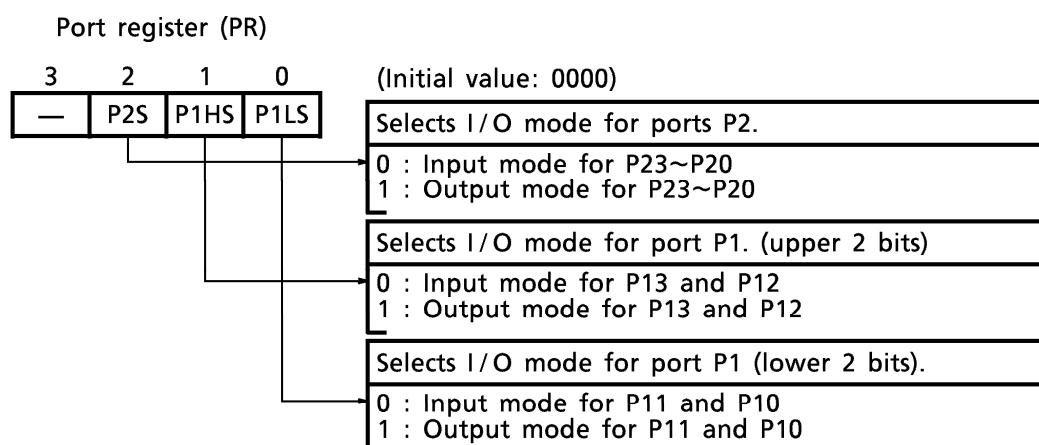 Port register (PR)
3 2 1 0
(Initial value: 0000)
— P2S P1HS P1LS
Selects I/O mode for ports P2.
0 : Input mode for P23~P20
1 : Output mode for P23~P20
Selects I/O mode for port P1. (upper 2 bits)
0 : Input mode for P13 and P12
1 : Output mode for P13 and P12
Selects I/O mode for port P1 (lower 2 bits).
0 : Input mode for P11 and P10
1 : Output mode for P11 and P10